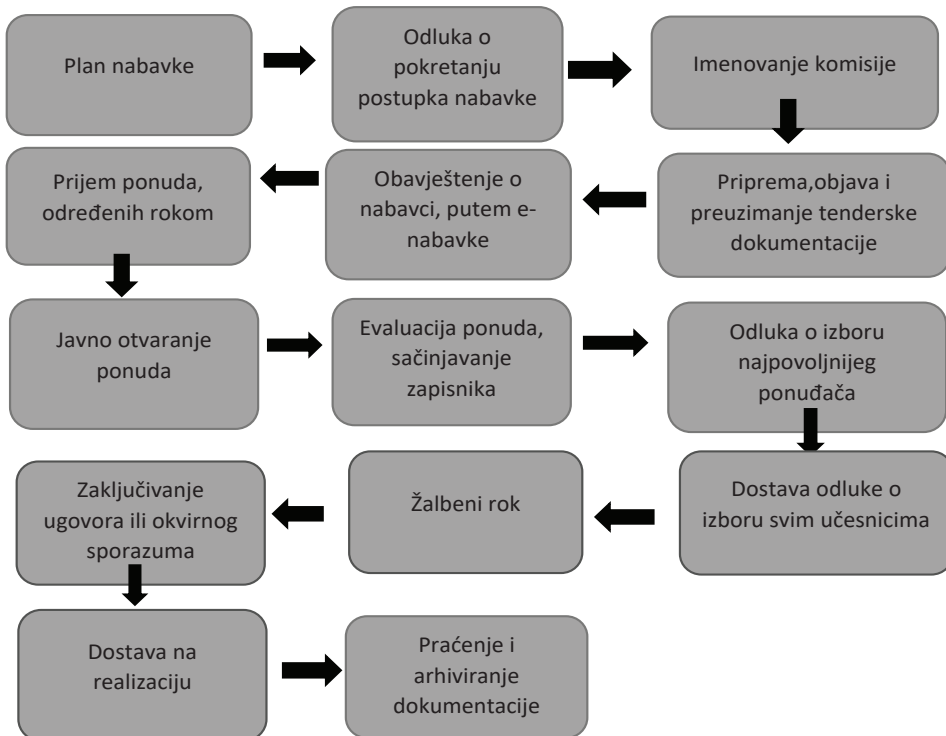 Plan nabavke
Odluka o
pokretanju
postupka nabavke
Imenovanje komisije
Priprema,objava i
preuzimanje tenderske
dokumentacije
Obavještenje o
nabavci, putem e-
nabavke
Prijem ponuda,
određenih rokom
Javno otvaranje
ponuda
Evaluacija ponuda,
sačinjavanje
zapisnika
Odluka o izboru
najpovoljnijeg
ponuđača
Dostava odluke o
izboru svim učesnicima
Žalbeni rok
Zaključivanje
ugovora ili okvirnog
sporazuma
Dostava na
realizaciju
Praćenje i
arhiviranje
dokumentacije